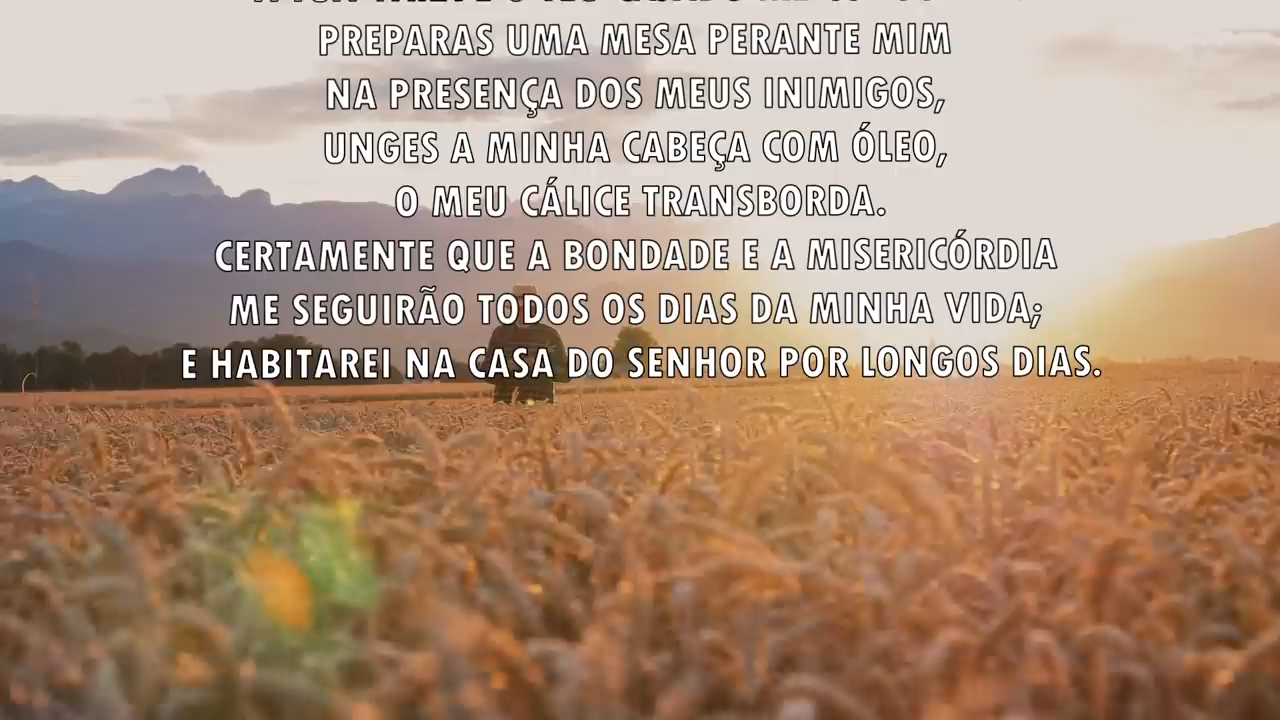 PREPARAS UMA MESA PERANTE MIM
NA PRESENÇA DOS MEUS INIMIGOS,
UNGES A MINHA CABEÇA COM ÓLEO,
O MEU CÁLICE TRANSBORDA.
CERTAMENTE QUE A BONDADE E A MISERICÓRDIA
ME SEGUIRÃO TODOS OS DIAS DA MINHA VIDA;
E HABITAREI NA CASA DO SENHOR POR LONGOS DIAS.